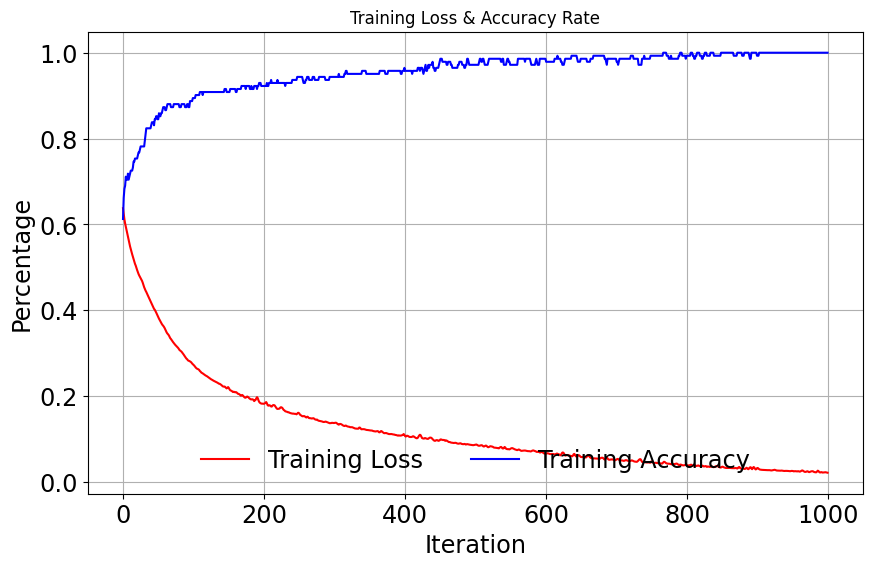 Training Loss & Accuracy Rate
1.0
0.8
0.6
0.4
0.2
0.0
Percentage
Training Loss
Training Accuracy
0 200 400 600 800 1000
Iteration